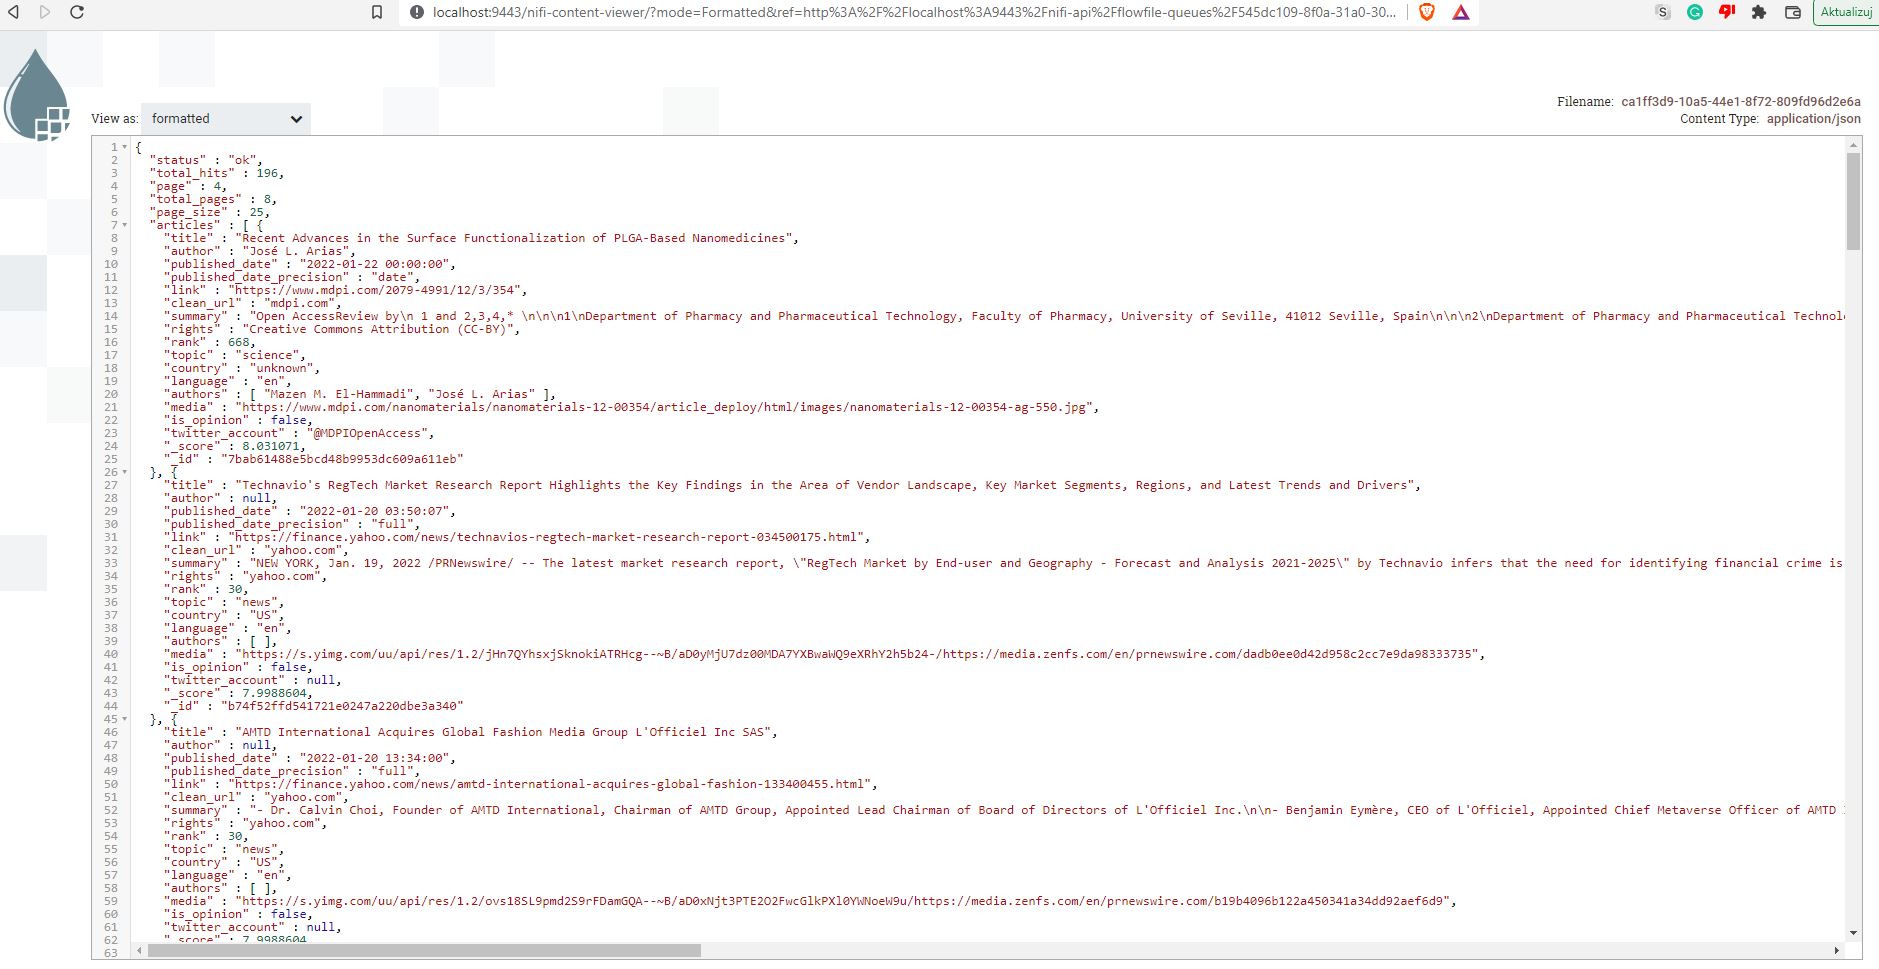 localhost:9443/nifi-content-viewer/?mode=Formatted&ref=http%3A%2F%2Flocalhost%3A9443%2Fnifi-api%2Fflowfile-queues%2F545dc109-8f0a-31a0-30...
Aktualizuj
Filename: ca1ff3d9-10a5-44e1-8f72-809fd96d2e6a
View as: formatted
Content Type: application/json
1 {
2 "status" : "ok",
3 "total_hits" : 196,
4 "page" : 4,
5 "total_pages" : 8,
6 "page_size" : 25,
7 "articles" : [ {
8 "title" : "Recent Advances in the Surface Functionalization of PLGA-Based Nanomedicines",
9 "author" : "José L. Arias",
10 "published_date" : "2022-01-22 00:00:00",
11 "published_date_precision" : "date",
12 "link" : "https://www.mdpi.com/2079-4991/12/3/354",
13 "clean_url" : "mdpi.com",
14 "summary" : "Open AccessReview by\n 1 and 2,3,4,* \n\n\n1\nDepartment of Pharmacy and Pharmaceutical Technology, Faculty of Pharmacy, University of Seville, 41012 Seville, Spain\n\n\n2\nDepartment of Pharmacy and Pharmaceutical Technol
15 "rights" : "Creative Commons Attribution (CC-BY)",
16 "rank" : 668,
17 "topic" : "science",
18 "country" : "unknown",
19 "language" : "en",
20 "authors" : [ "Mazen M. El-Hammadi", "José L. Arias" ],
21 "media" : "https://www.mdpi.com/nanomaterials/nanomaterials-12-00354/article_deploy/html/images/nanomaterials-12-00354-ag-550.jpg",
22 "is_opinion" : false,
23 "twitter_account" : "@MDPIOpenAccess",
24 "_score" : 8.031071,
25 "_id" : "7bab61488e5bcd48b9953dc609a611eb"
26 }, {
27 "title" : "Technavio's RegTech Market Research Report Highlights the Key Findings in the Area of Vendor Landscape, Key Market Segments, Regions, and Latest Trends and Drivers",
28 "author" : null,
29 "published_date" : "2022-01-20 03:50:07",
30 "published_date_precision" : "full",
31 "link" : "https://finance.yahoo.com/news/technavios-regtech-market-research-report-034500175.html",
32 "clean_url" : "yahoo.com",
33 "summary" : "NEW YORK, Jan. 19, 2022 /PRNewswire/ -- The latest market research report, \"RegTech Market by End-user and Geography - Forecast and Analysis 2021-2025\" by Technavio infers that the need for identifying financial crime is
34 "rights" : "yahoo.com",
35 "rank" : 30,
36 "topic" : "news",
37 "country" : "US",
38 "language" : "en",
39 "authors" : [ ],
40 "media" : "https://s.yimg.com/uu/api/res/1.2/jHn7QYhsxjSknokiATRHcg--~B/aD0yMjU7dz00MDA7YXBwaWQ9eXRhY2h5b24-/https://media.zenfs.com/en/prnewswire.com/dadb0ee0d42d958c2cc7e9da98333735",
41 "is_opinion" : false,
42 "twitter_account" : null,
43 "_score" : 7.9988604,
44 "_id" : "b74f52ffd541721e0247a220dbe3a340"
45 }, {
46 "title" : "AMTD International Acquires Global Fashion Media Group L'Officiel Inc SAS",
47 "author" : null,
48 "published_date" : "2022-01-20 13:34:00",
49 "published_date_precision" : "full",
50 "link" : "https://finance.yahoo.com/news/amtd-international-acquires-global-fashion-133400455.html",
51 "clean_url" : "yahoo.com",
52 "summary" : "- Dr. Calvin Choi, Founder of AMTD International, Chairman of AMTD Group, Appointed Lead Chairman of Board of Directors of L'Officiel Inc.\n\n- Benjamin Eymère, CEO of L'Officiel, Appointed Chief Metaverse Officer of AMTD
53 "rights" : "yahoo.com",
54 "rank" : 30,
55 "topic" : "news",
56 "country" : "US",
57 "language" : "en",
58 "authors" : [ ],
59 "media" : "https://s.yimg.com/uu/api/res/1.2/ovs18SL9pmd2S9rFDamGQA--~B/aD0xNjt3PTE2O2FwcGlkPXl0YWNoeW9u/https://media.zenfs.com/en/prnewswire.com/b19b4096b122a450341a34dd92aef6d9",
60 "is_opinion" : false,
61 "twitter_account" : null,
62 "_score" : 7.9988604
63